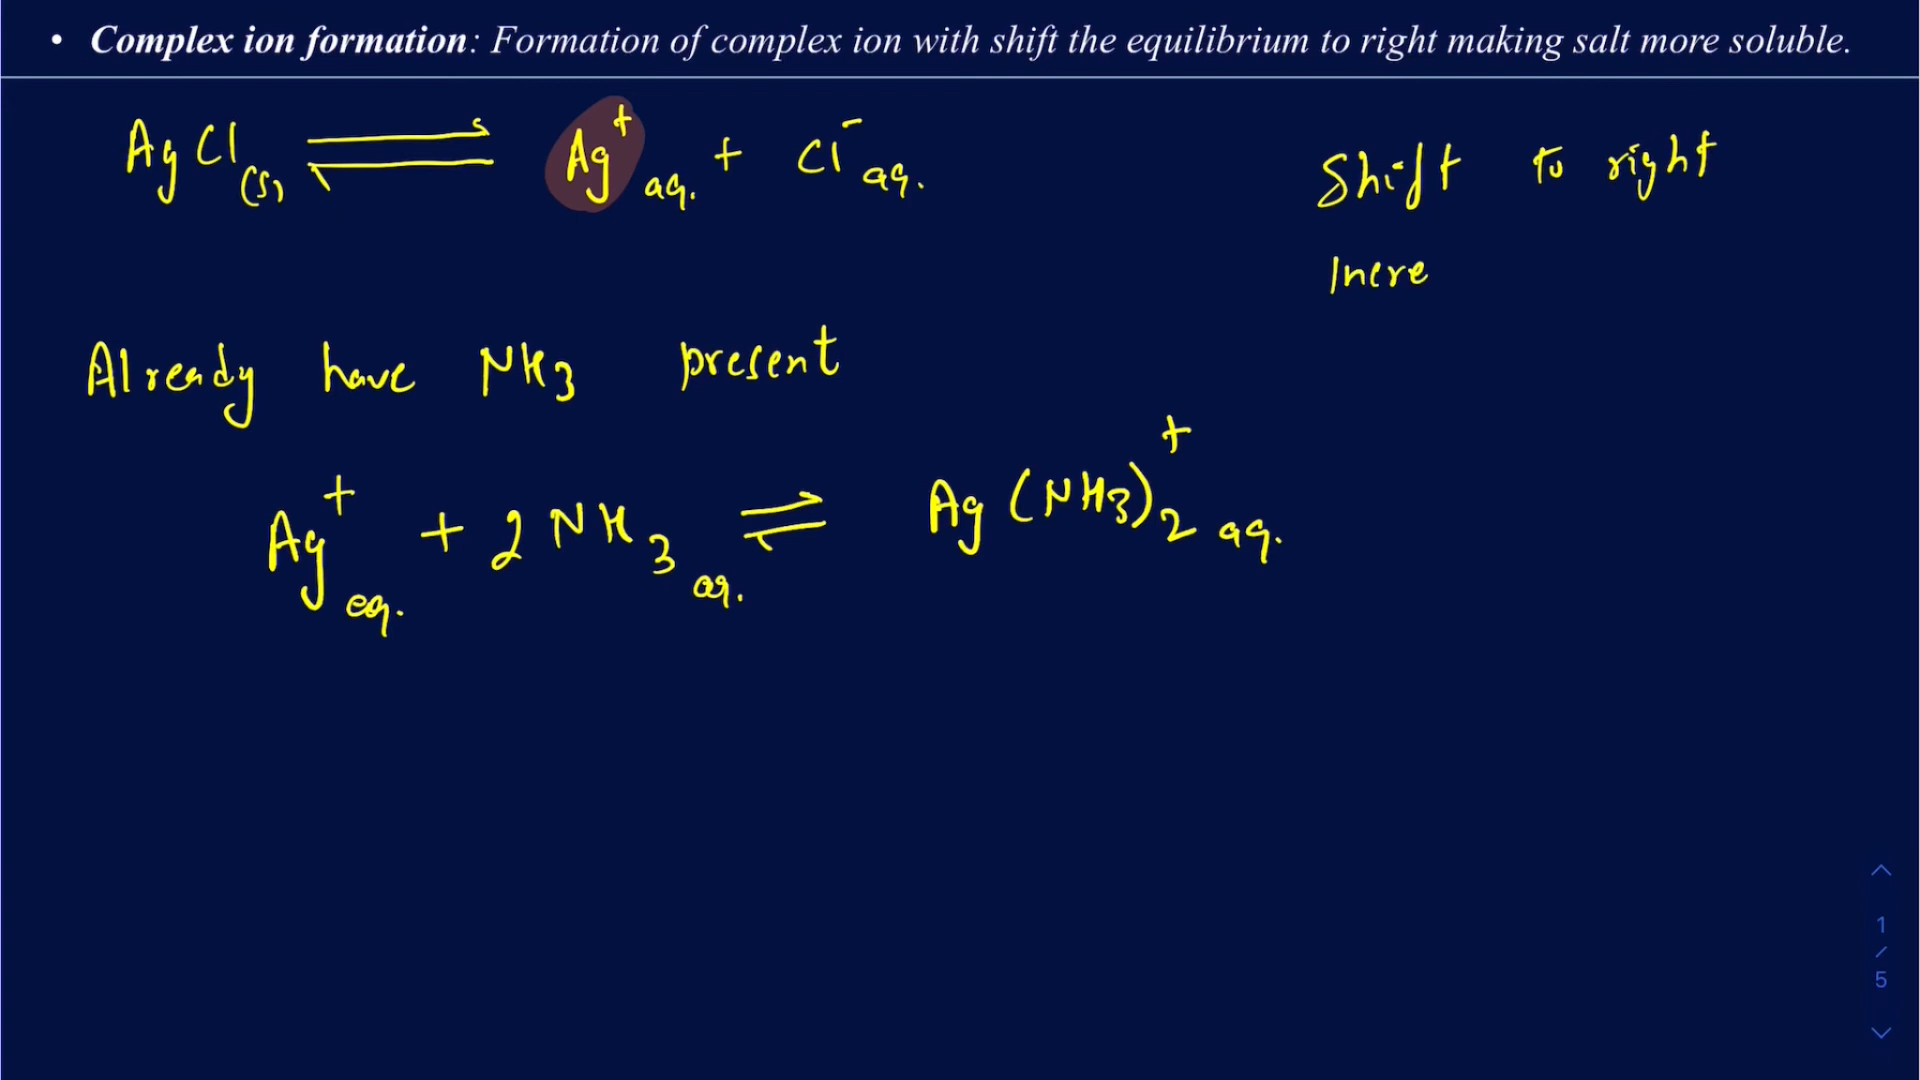 • Complex ion formation: Formation of complex ion with shift the equilibrium to right making salt more soluble.
AgCl(s) ⇌ Ag⁺ aq. + Cl⁻ aq.
Shift to right
Incre
Already have NH3 present
Ag⁺ eq. + 2NH₃ aq. ⇌ Ag(NH3)₂⁺ aq.
1
/
5